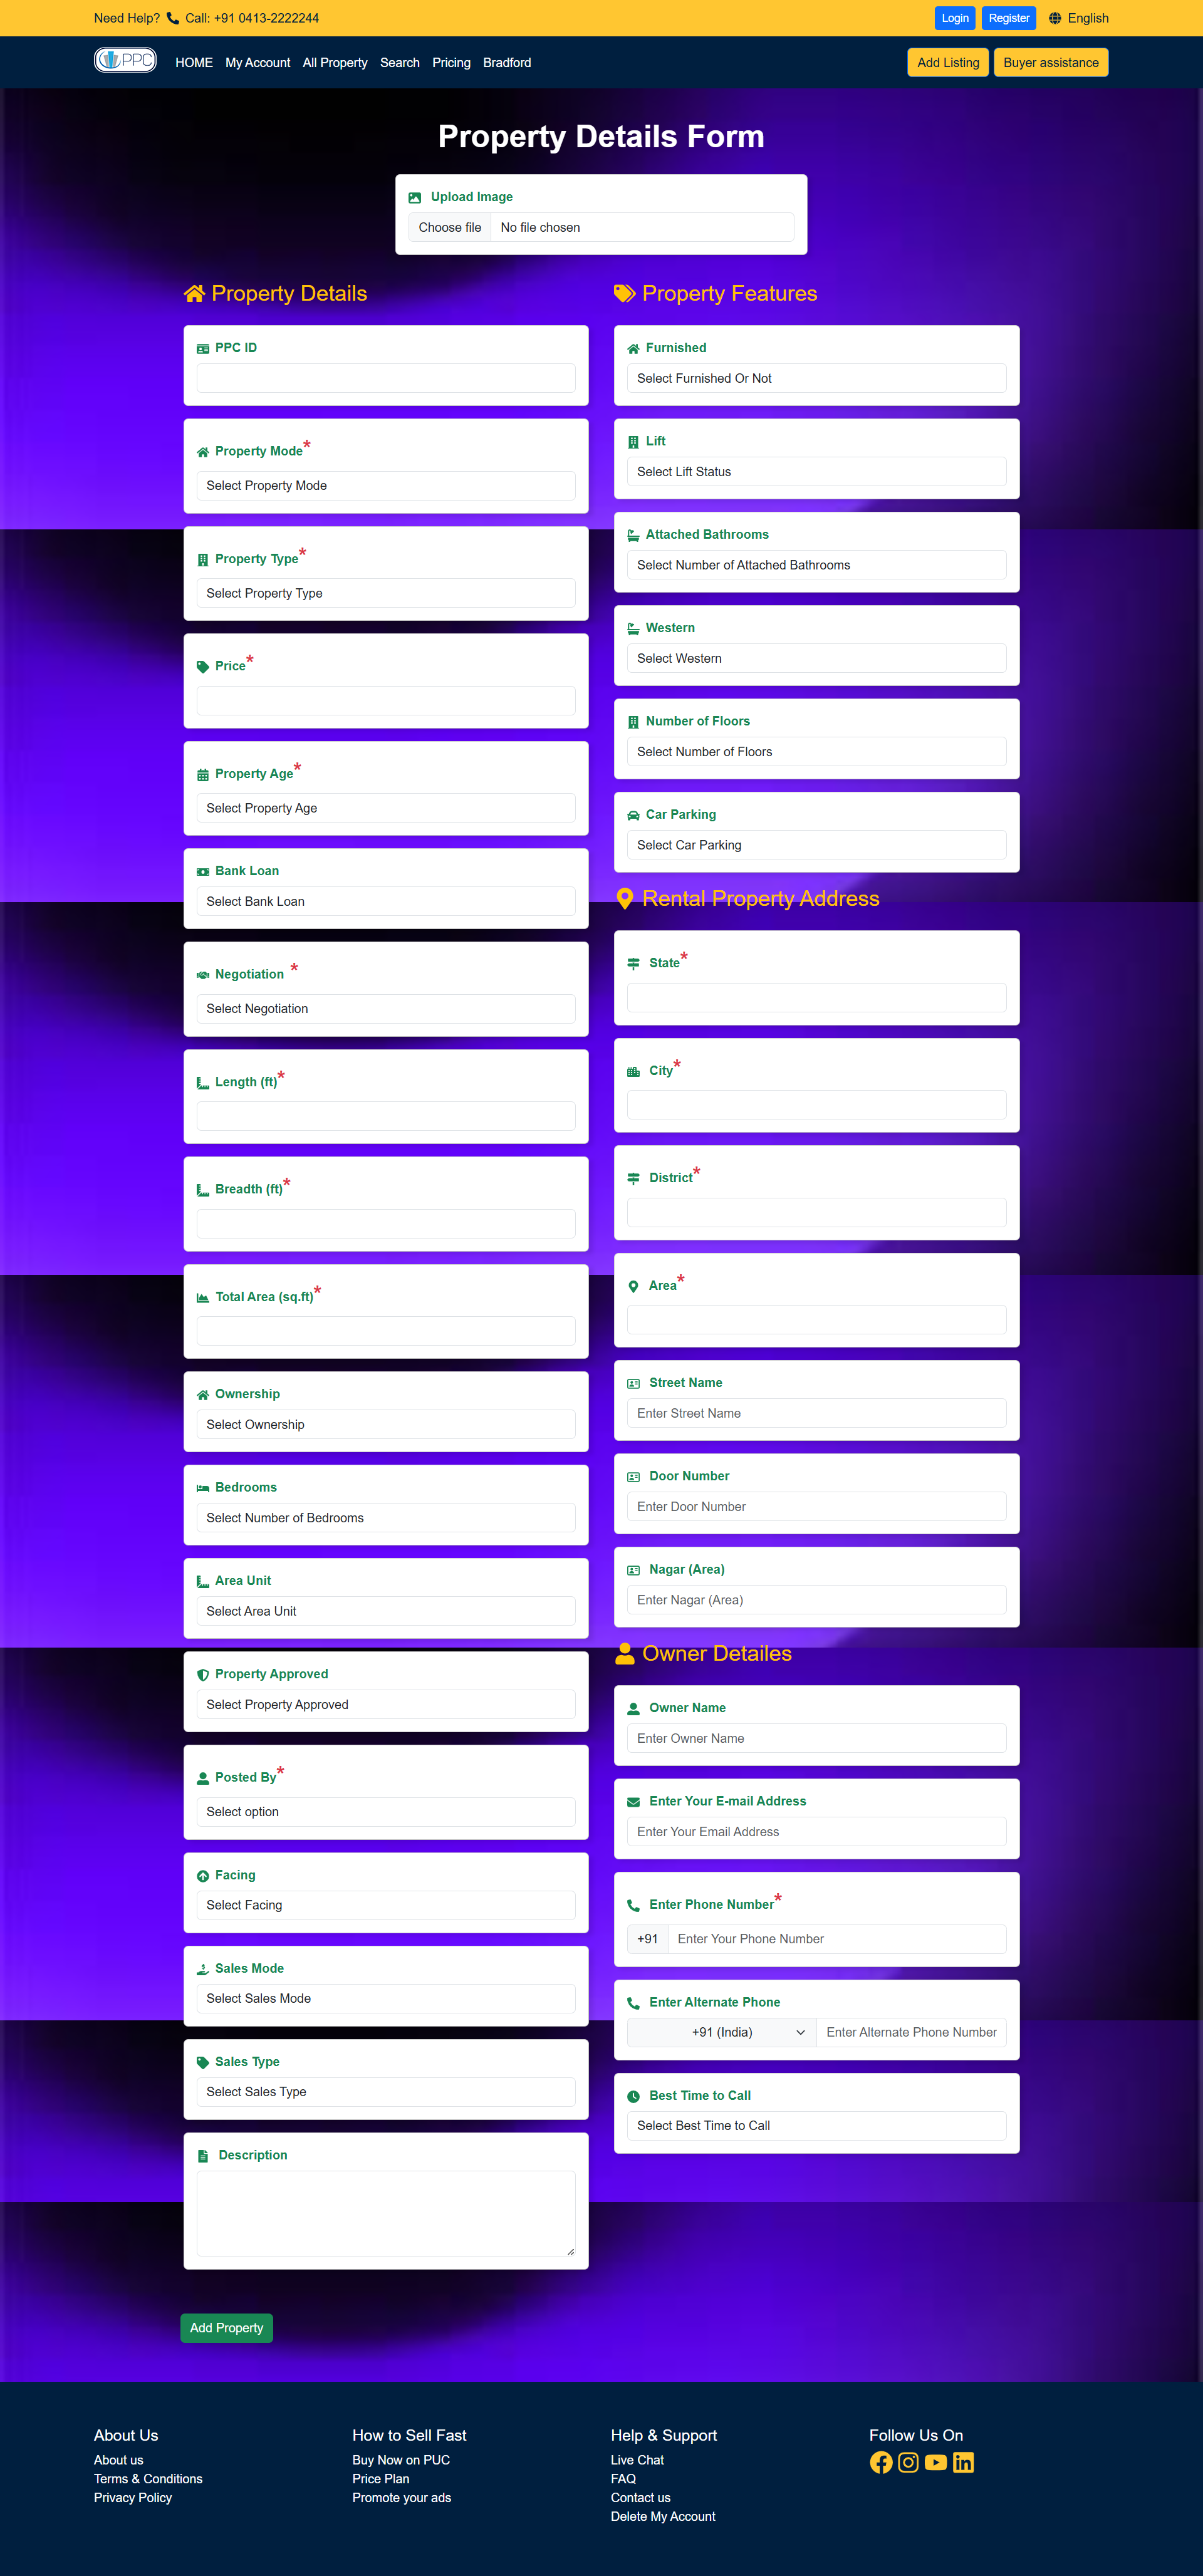 Need Help? Call: +91 0413-2222244
Login Register English
PPC HOME My Account All Property Search Pricing Bradford Add Listing Buyer assistance
Property Details Form
Upload Image
Choose file No file chosen
Property Details
PPC ID
Property Mode*
Select Property Mode
Property Type*
Select Property Type
Price*
Property Age*
Select Property Age
Bank Loan
Select Bank Loan
Negotiation *
Select Negotiation
Length (ft)*
Breadth (ft)*
Total Area (sq.ft)*
Ownership
Select Ownership
Bedrooms
Select Number of Bedrooms
Area Unit
Select Area Unit
Property Approved
Select Property Approved
Posted By*
Select option
Facing
Select Facing
Sales Mode
Select Sales Mode
Sales Type
Select Sales Type
Description
Property Features
Furnished
Select Furnished Or Not
Lift
Select Lift Status
Attached Bathrooms
Select Number of Attached Bathrooms
Western
Select Western
Number of Floors
Select Number of Floors
Car Parking
Select Car Parking
Rental Property Address
State*
City*
District*
Area*
Street Name
Enter Street Name
Door Number
Enter Door Number
Nagar (Area)
Enter Nagar (Area)
Owner Detailes
Owner Name
Enter Owner Name
Enter Your E-mail Address
Enter Your Email Address
Enter Phone Number*
+91 Enter Your Phone Number
Enter Alternate Phone
+91 (India) Enter Alternate Phone Number
Best Time to Call
Select Best Time to Call
Add Property
About Us
About us
Terms & Conditions
Privacy Policy
How to Sell Fast
Buy Now on PUC
Price Plan
Promote your ads
Help & Support
Live Chat
FAQ
Contact us
Delete My Account
Follow Us On